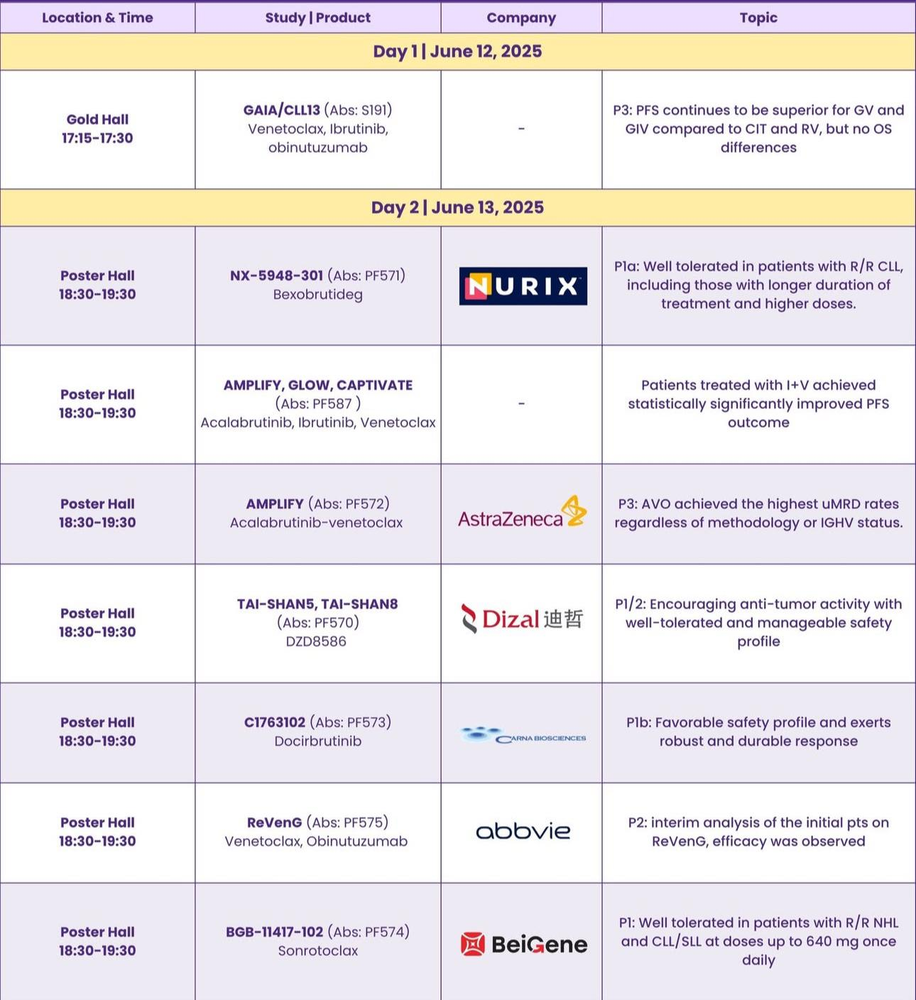 Location & Time
Study | Product
Company
Topic
Day 1 | June 12, 2025
Gold Hall
17:15-17:30
GAIA/CLL13 (Abs: S191)
Venetoclax, Ibrutinib,
obinutuzumab
-
P3: PFS continues to be superior for GV and
GIV compared to CIT and RV, but no OS
differences
Day 2 | June 13, 2025
Poster Hall
18:30-19:30
NX-5948-301 (Abs: PF571)
Bexobrutideg
NURIX
P1a: Well tolerated in patients with R/R CLL,
including those with longer duration of
treatment and higher doses.
Poster Hall
18:30-19:30
AMPLIFY, GLOW, CAPTIVATE
(Abs: PF587 )
Acalabrutinib, Ibrutinib, Venetoclax
-
Patients treated with I+V achieved
statistically significantly improved PFS
outcome
Poster Hall
18:30-19:30
AMPLIFY (Abs: PF572)
Acalabrutinib-venetoclax
AstraZeneca
P3: AVO achieved the highest uMRD rates
regardless of methodology or IGHV status.
Poster Hall
18:30-19:30
TAI-SHAN5, TAI-SHAN8
(Abs: PF570)
DZD8586
Dizal 迪哲
P1/2: Encouraging anti-tumor activity with
well-tolerated and manageable safety
profile
Poster Hall
18:30-19:30
C1763102 (Abs: PF573)
Docirbrutinib
CARNA BIOSCIENCES
P1b: Favorable safety profile and exerts
robust and durable response
Poster Hall
18:30-19:30
ReVenG (Abs: PF575)
Venetoclax, Obinutuzumab
abbvie
P2: interim analysis of the initial pts on
ReVenG, efficacy was observed
Poster Hall
18:30-19:30
BGB-11417-102 (Abs: PF574)
Sonrotoclax
BeiGene
P1: Well tolerated in patients with R/R NHL
and CLL/SLL at doses up to 640 mg once
daily